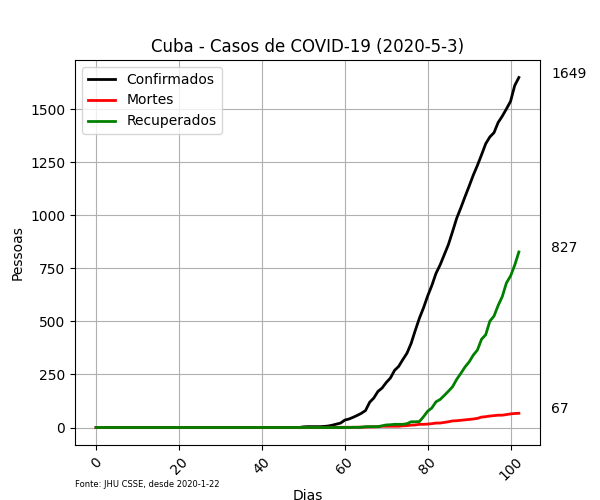 Cuba - Casos de COVID-19 (2020-5-3)
Confirmados
Mortes
Recuperados
1649
827
67
Pessoas
1500
1250
1000
750
500
250
0
0 20 40 60 80 100
Fonte: JHU CSSE, desde 2020-1-22
Dias